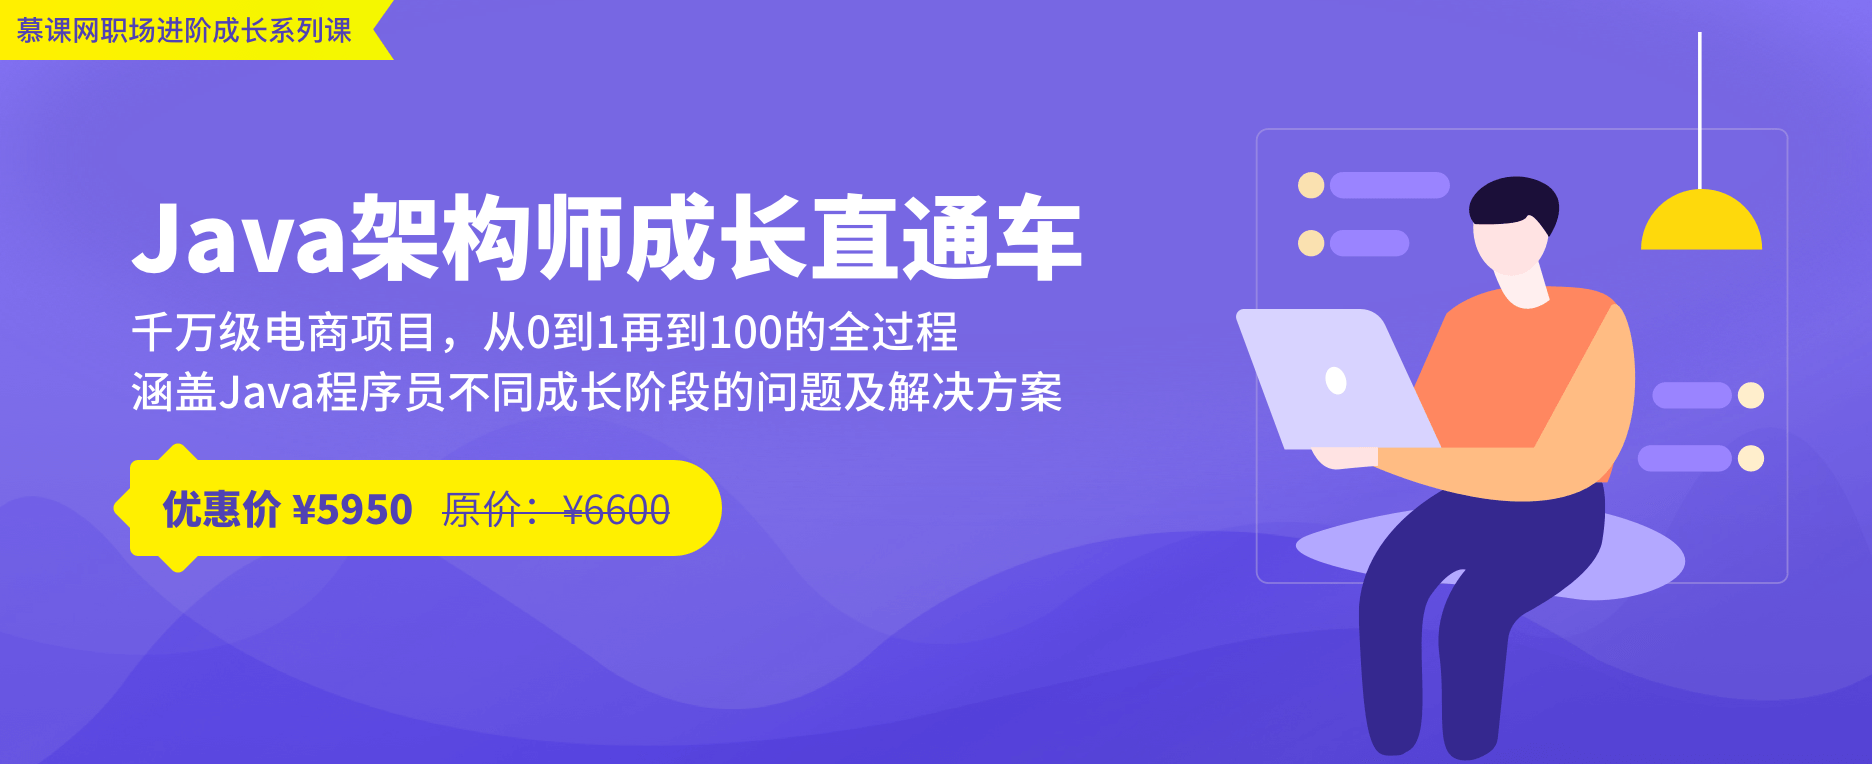 慕课网职场进阶成长系列课
Java架构师成长直通车
千万级电商项目，从0到1再到100的全过程
涵盖Java程序员不同成长阶段的问题及解决方案
优惠价 ¥5950 原价：¥6600